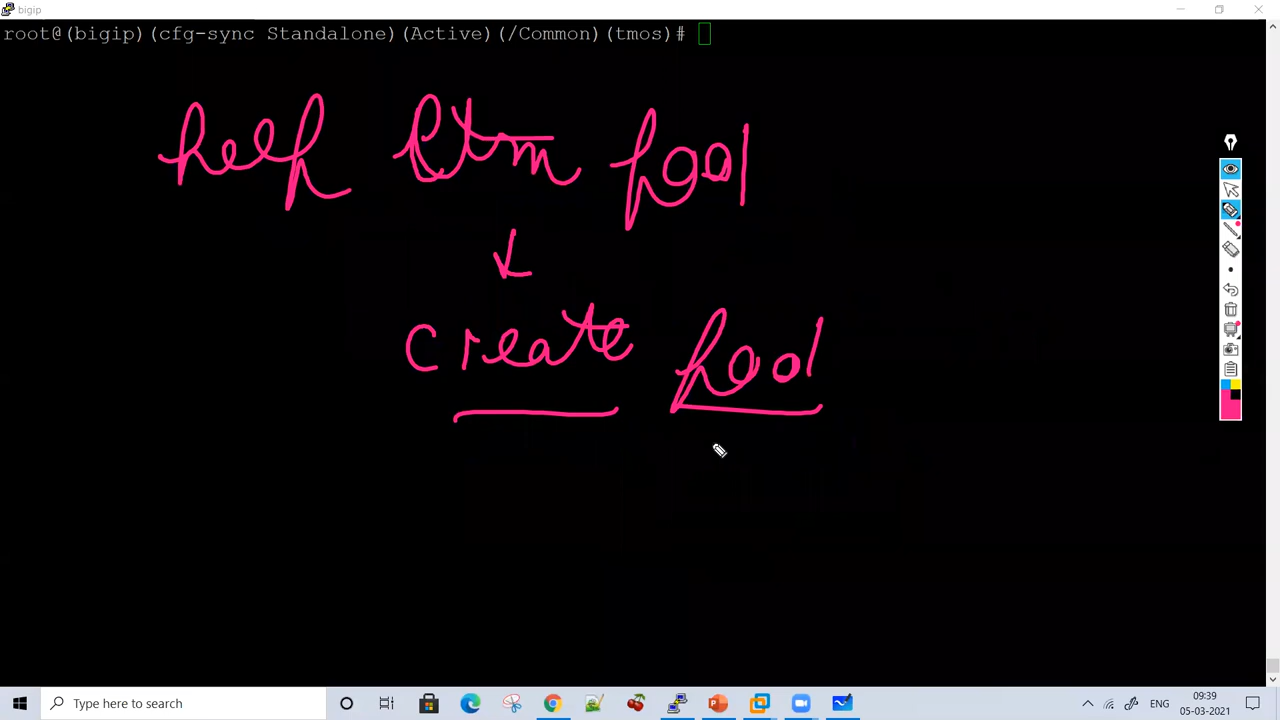 bigip
root@(bigip)(cfg-sync Standalone)(Active)(/Common)(tmos)#
help ltm pool
create pool
Type here to search
ENG
09:39
05-03-2021